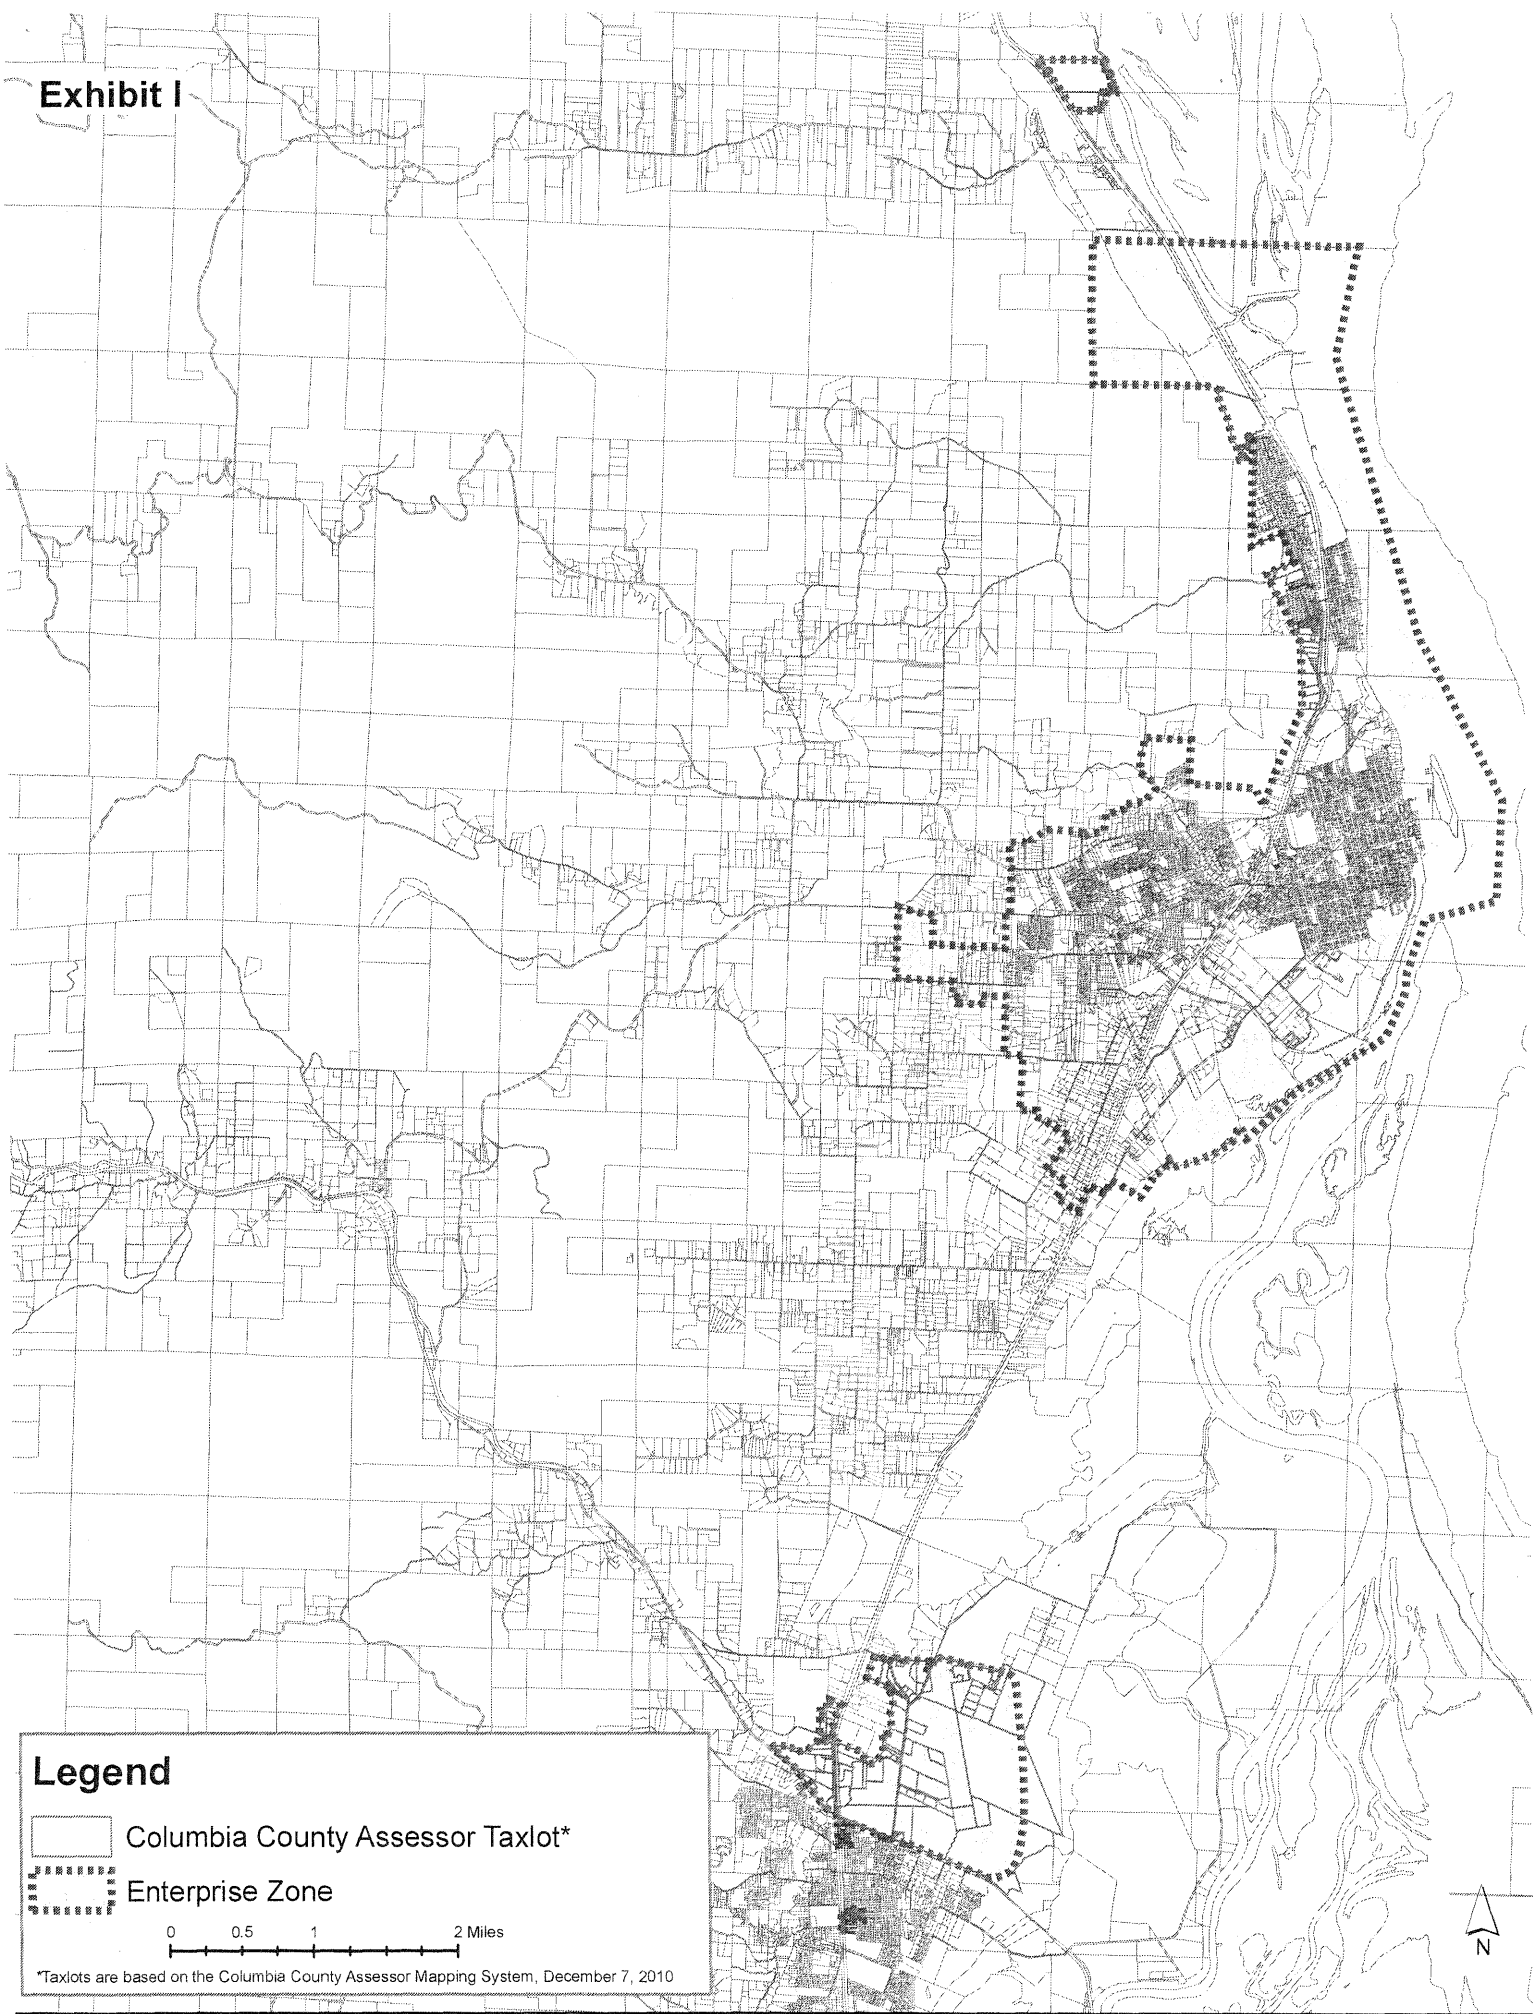 Exhibit I
Legend
Columbia County Assessor Taxlot*
Enterprise Zone
0 0.5 1 2 Miles
*Taxlots are based on the Columbia County Assessor Mapping System, December 7, 2010
N